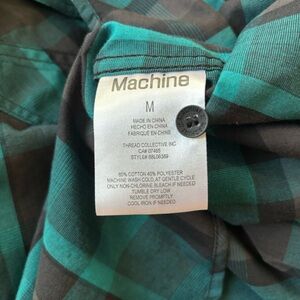 Machine
M
MADE IN CHINA
HECHO EN CHINA
FABRIQUÉ EN CHINE
THREAD COLLECTIVE INC
CA# 07465
60% COTTON 40% POLYESTER
MACHINE WASH COLD, AT GENTLE CYCLE
ONLY NON-CHLORINE BLEACH IF NEEDED
TUMBLE DRY LOW
REMOVE PROMPTLY
COOL IRON IF NEEDED